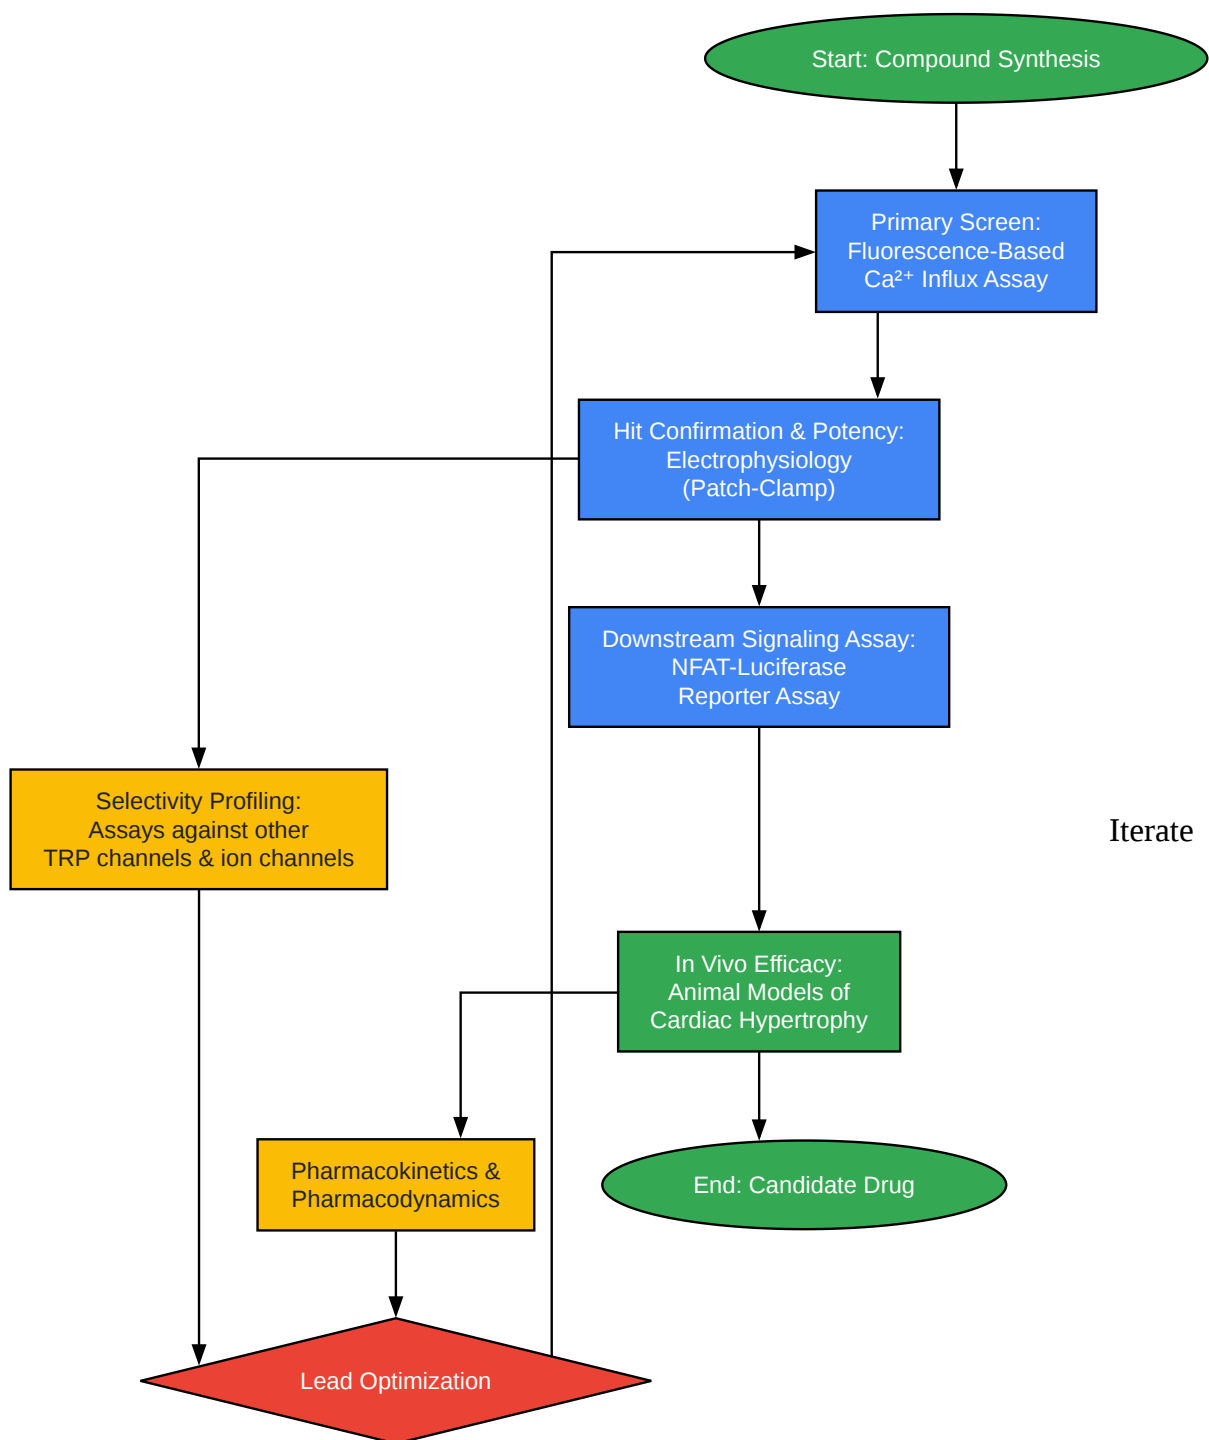 Start: Compound Synthesis
Primary Screen:
Fluorescence-Based
Ca²⁺ Influx Assay
Hit Confirmation & Potency:
Electrophysiology
(Patch-Clamp)
Downstream Signaling Assay:
NFAT-Luciferase
Reporter Assay
Selectivity Profiling:
Assays against other
TRP channels & ion channels
Iterate
In Vivo Efficacy:
Animal Models of
Cardiac Hypertrophy
Pharmacokinetics &
Pharmacodynamics
End: Candidate Drug
Lead Optimization